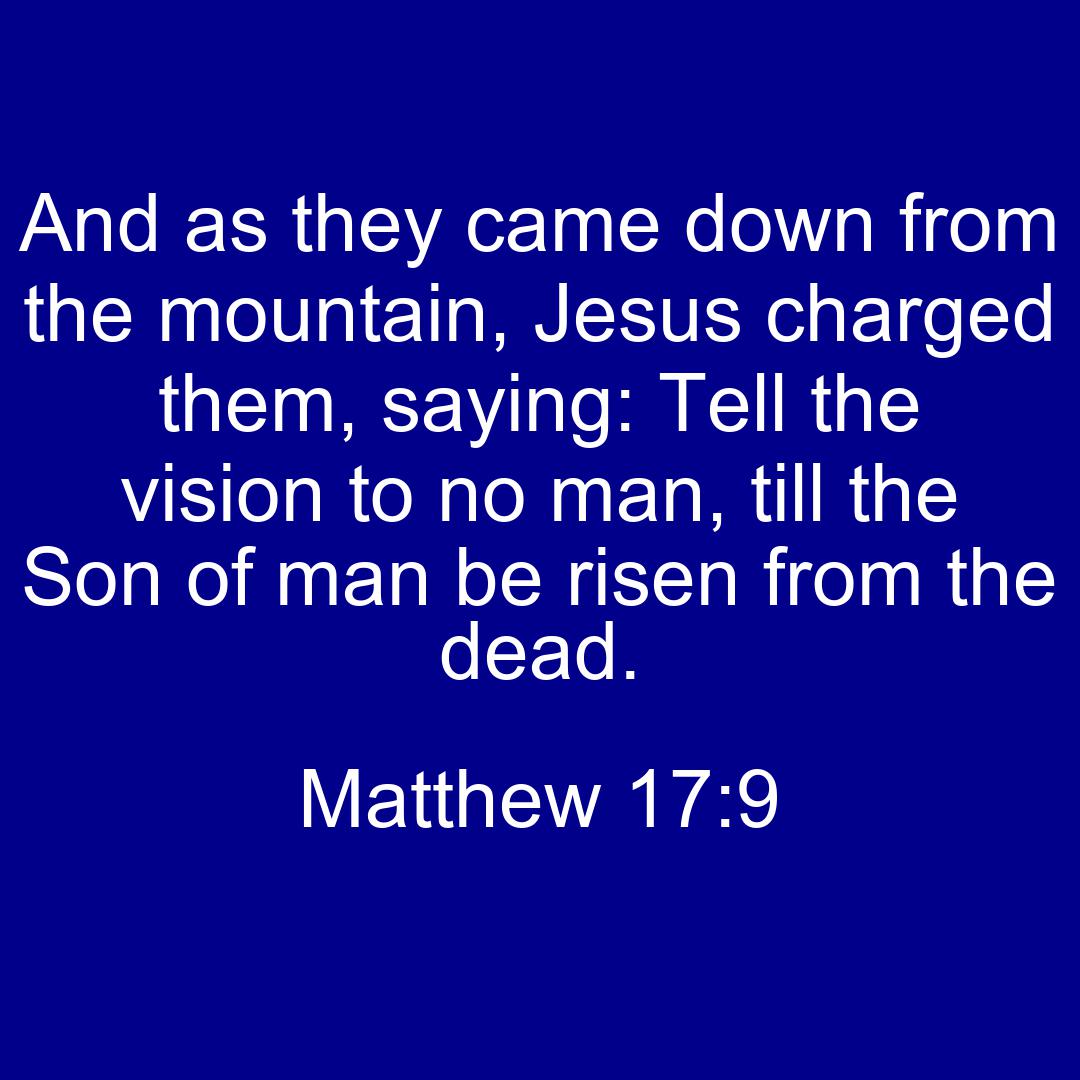 And as they came down from
the mountain, Jesus charged
them, saying: Tell the
vision to no man, till the
Son of man be risen from the
dead.
Matthew 17:9